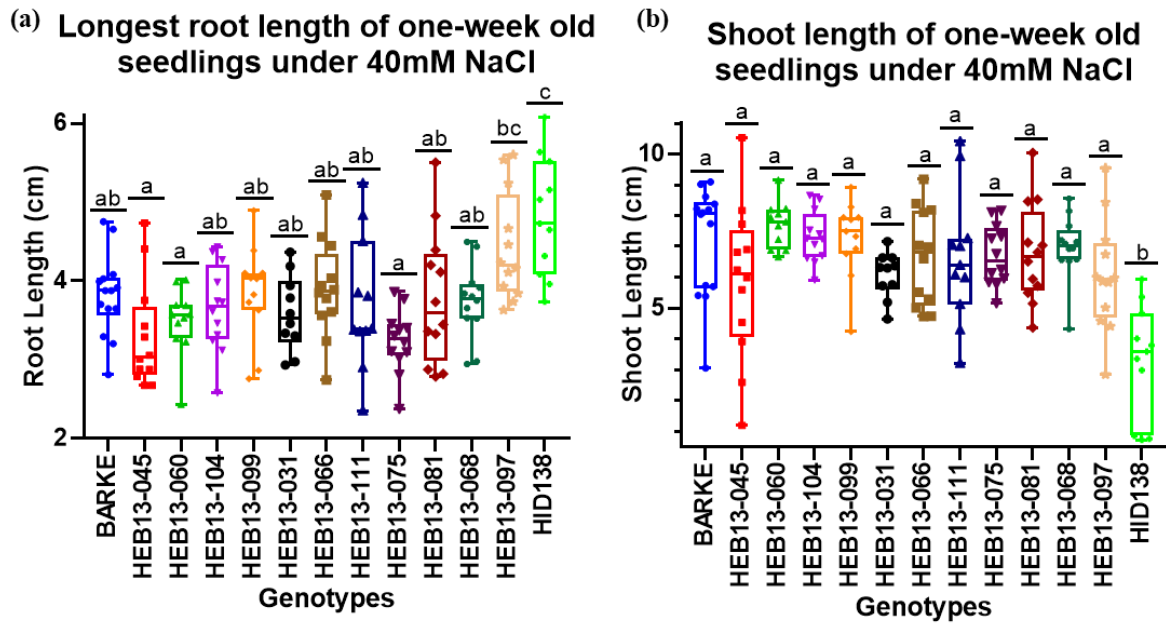 (a) Longest root length of one-week old
seedlings under 40mM NaCl
Root Length (cm)
6
4
2
ab
a
a
ab
ab
ab
ab
ab
a
ab
ab
bc
c
BARKE
HEB13-045
HEB13-060
HEB13-104
HEB13-099
HEB13-031
HEB13-066
HEB13-111
HEB13-075
HEB13-081
HEB13-068
HEB13-097
HID138
Genotypes
(b) Shoot length of one-week old
seedlings under 40mM NaCl
Shoot Length (cm)
10
5
a
a
a
a
a
a
a
a
a
a
a
a
b
BARKE
HEB13-045
HEB13-060
HEB13-104
HEB13-099
HEB13-031
HEB13-066
HEB13-111
HEB13-075
HEB13-081
HEB13-068
HEB13-097
HID138
Genotypes